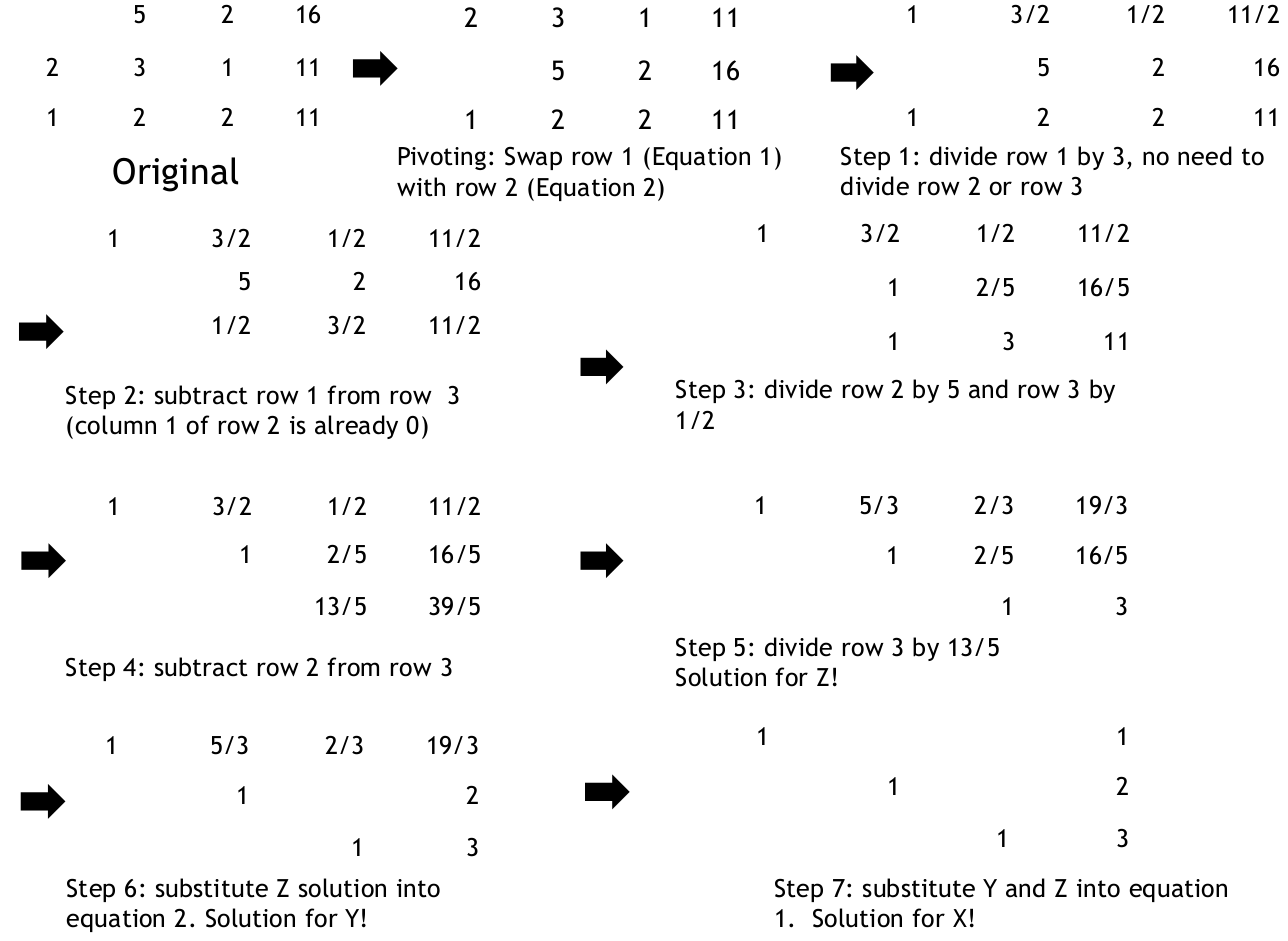 5 2 16
2 3 1 11
1 2 2 11
Original
2 3 1 11
5 2 16
1 2 2 11
Pivoting: Swap row 1 (Equation 1)
with row 2 (Equation 2)
1 3/2 1/2 11/2
5 2 16
1 2 2 11
Step 1: divide row 1 by 3, no need to
divide row 2 or row 3
1 3/2 1/2 11/2
5 2 16
1/2 3/2 11/2
Step 2: subtract row 1 from row 3
(column 1 of row 2 is already 0)
1 3/2 1/2 11/2
1 2/5 16/5
1 3 11
Step 3: divide row 2 by 5 and row 3 by
1/2
1 3/2 1/2 11/2
1 2/5 16/5
13/5 39/5
Step 4: subtract row 2 from row 3
1 5/3 2/3 19/3
1 2/5 16/5
1 3
Step 5: divide row 3 by 13/5
Solution for Z!
1 5/3 2/3 19/3
1 2
1 3
Step 6: substitute Z solution into
equation 2. Solution for Y!
1 1
1 2
1 3
Step 7: substitute Y and Z into equation
1. Solution for X!